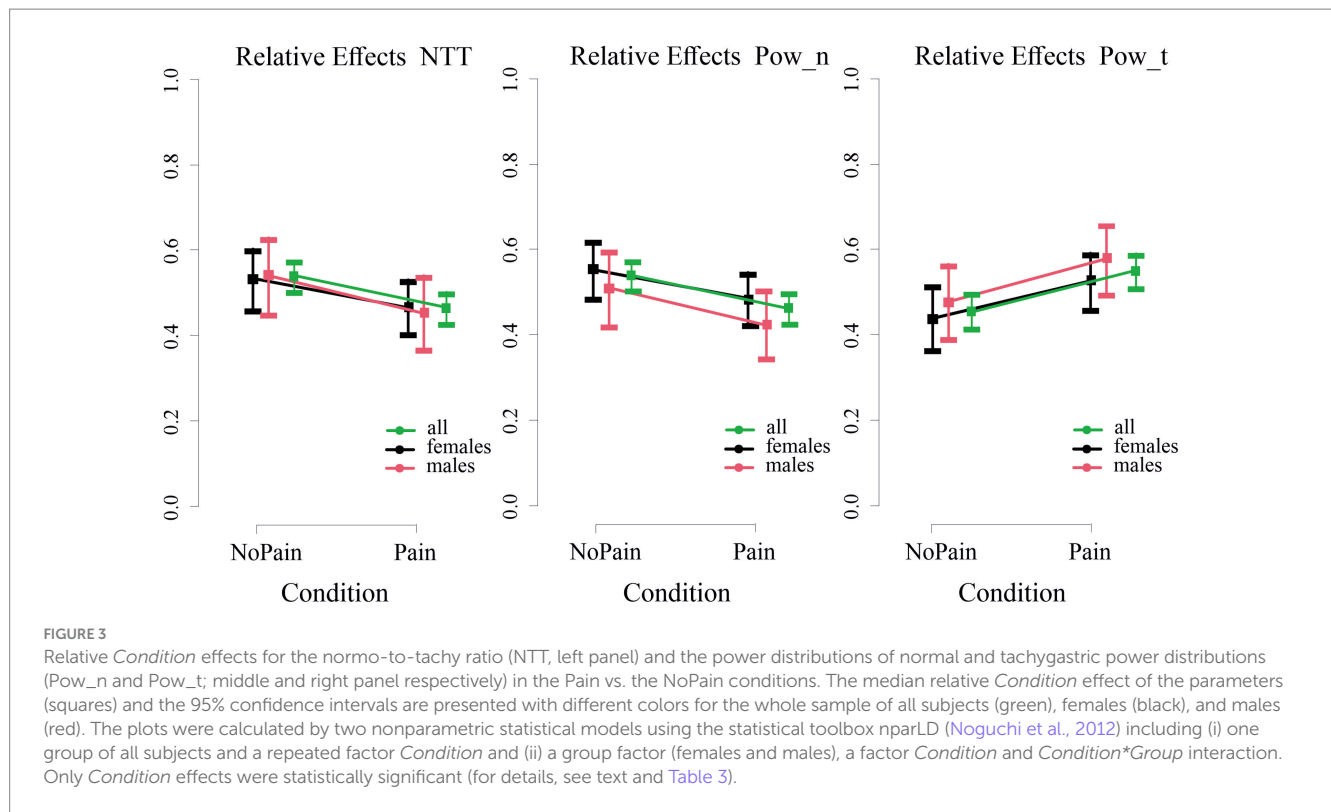 Relative Effects NTT
1.0
0.8
0.6
0.4
0.2
0.0
all
females
males
NoPain
Pain
Condition
Relative Effects Pow_n
1.0
0.8
0.6
0.4
0.2
0.0
all
females
males
NoPain
Pain
Condition
Relative Effects Pow_t
1.0
0.8
0.6
0.4
0.2
0.0
all
females
males
NoPain
Pain
Condition
FIGURE 3
Relative Condition effects for the normo-to-tachy ratio (NTT, left panel) and the power distributions of normal and tachygastric power distributions
(Pow_n and Pow_t; middle and right panel respectively) in the Pain vs. the NoPain conditions. The median relative Condition effect of the parameters
(squares) and the 95% confidence intervals are presented with different colors for the whole sample of all subjects (green), females (black), and males
(red). The plots were calculated by two nonparametric statistical models using the statistical toolbox nparLD (Noguchi et al., 2012) including (i) one
group of all subjects and a repeated factor Condition and (ii) a group factor (females and males), a factor Condition and Condition*Group interaction.
Only Condition effects were statistically significant (for details, see text and Table 3).